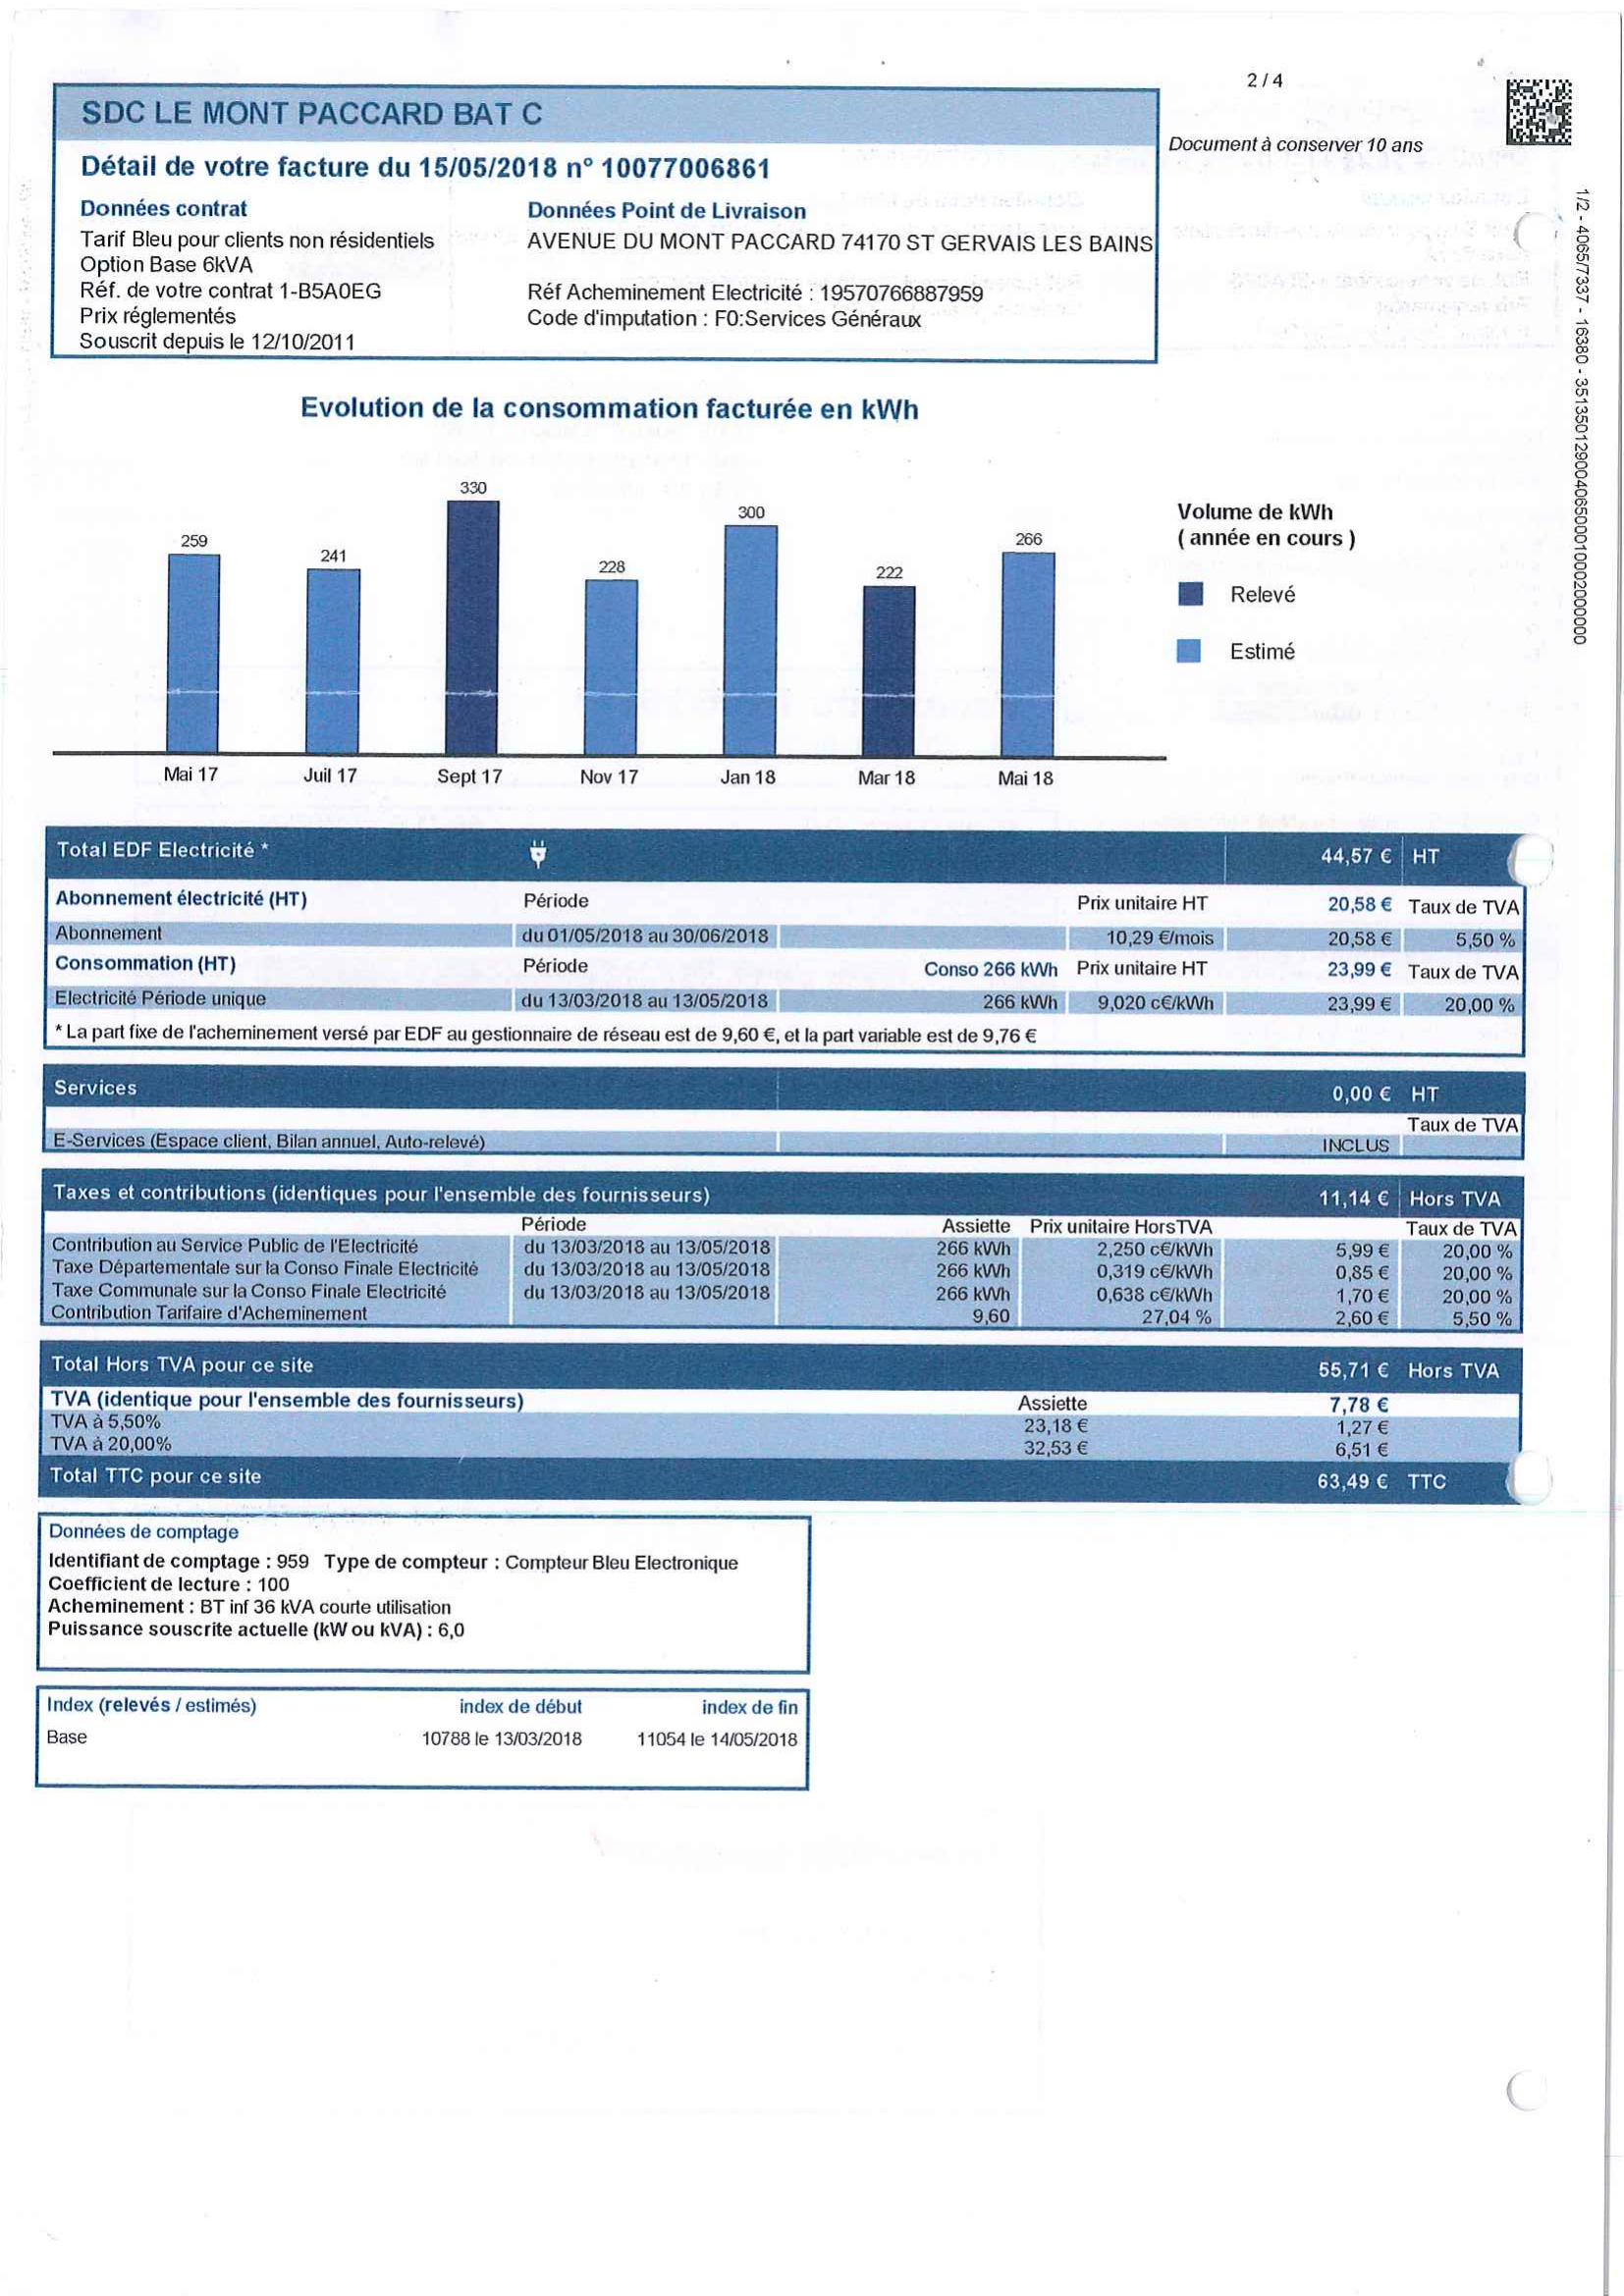 2 / 4
SDC LE MONT PACCARD BAT C
Document à conserver 10 ans
Détail de votre facture du 15/05/2018 n° 10077006861
Données contrat
Tarif Bleu pour clients non résidentiels
Option Base 6kVA
Réf. de votre contrat 1-B5A0EG
Prix réglementés
Souscrit depuis le 12/10/2011
Données Point de Livraison
AVENUE DU MONT PACCARD 74170 ST GERVAIS LES BAINS
Réf Acheminement Electricité : 19570766887959
Code d'imputation : F0:Services Généraux
1/2 - 4065/7337 - 16380 - 351350129004065000100020000000
Evolution de la consommation facturée en kWh
259 241 330 228 300 222 266
Mai 17 Juil 17 Sept 17 Nov 17 Jan 18 Mar 18 Mai 18
Volume de kWh
( année en cours )
Relevé
Estimé
Total EDF Electricité * 44,57 € HT
Abonnement électricité (HT) Période Prix unitaire HT 20,58 € Taux de TVA
Abonnement du 01/05/2018 au 30/06/2018 10,29 €/mois 20,58 € 5,50 %
Consommation (HT) Période Conso 266 kWh Prix unitaire HT 23,99 € Taux de TVA
Electricité Période unique du 13/03/2018 au 13/05/2018 266 kWh 9,020 c€/kWh 23,99 € 20,00 %
* La part fixe de l'acheminement versé par EDF au gestionnaire de réseau est de 9,60 €, et la part variable est de 9,76 €
Services 0,00 € HT
Taux de TVA
E-Services (Espace client, Bilan annuel, Auto-relevé) INCLUS
Taxes et contributions (identiques pour l'ensemble des fournisseurs) 11,14 € Hors TVA
Période Assiette Prix unitaire HorsTVA Taux de TVA
Contribution au Service Public de l'Electricité du 13/03/2018 au 13/05/2018 266 kWh 2,250 c€/kWh 5,99 € 20,00 %
Taxe Départementale sur la Conso Finale Electricité du 13/03/2018 au 13/05/2018 266 kWh 0,319 c€/kWh 0,85 € 20,00 %
Taxe Communale sur la Conso Finale Electricité du 13/03/2018 au 13/05/2018 266 kWh 0,638 c€/kWh 1,70 € 20,00 %
Contribution Tarifaire d'Acheminement 9,60 27,04 % 2,60 € 5,50 %
Total Hors TVA pour ce site 55,71 € Hors TVA
TVA (identique pour l'ensemble des fournisseurs) Assiette 7,78 €
TVA à 5,50% 23,18 € 1,27 €
TVA à 20,00% 32,53 € 6,51 €
Total TTC pour ce site 63,49 € TTC
Données de comptage
Identifiant de comptage : 959 Type de compteur : Compteur Bleu Electronique
Coefficient de lecture : 100
Acheminement : BT inf 36 kVA courte utilisation
Puissance souscrite actuelle (kW ou kVA) : 6,0
Index (relevés / estimés) index de début index de fin
Base 10788 le 13/03/2018 11054 le 14/05/2018